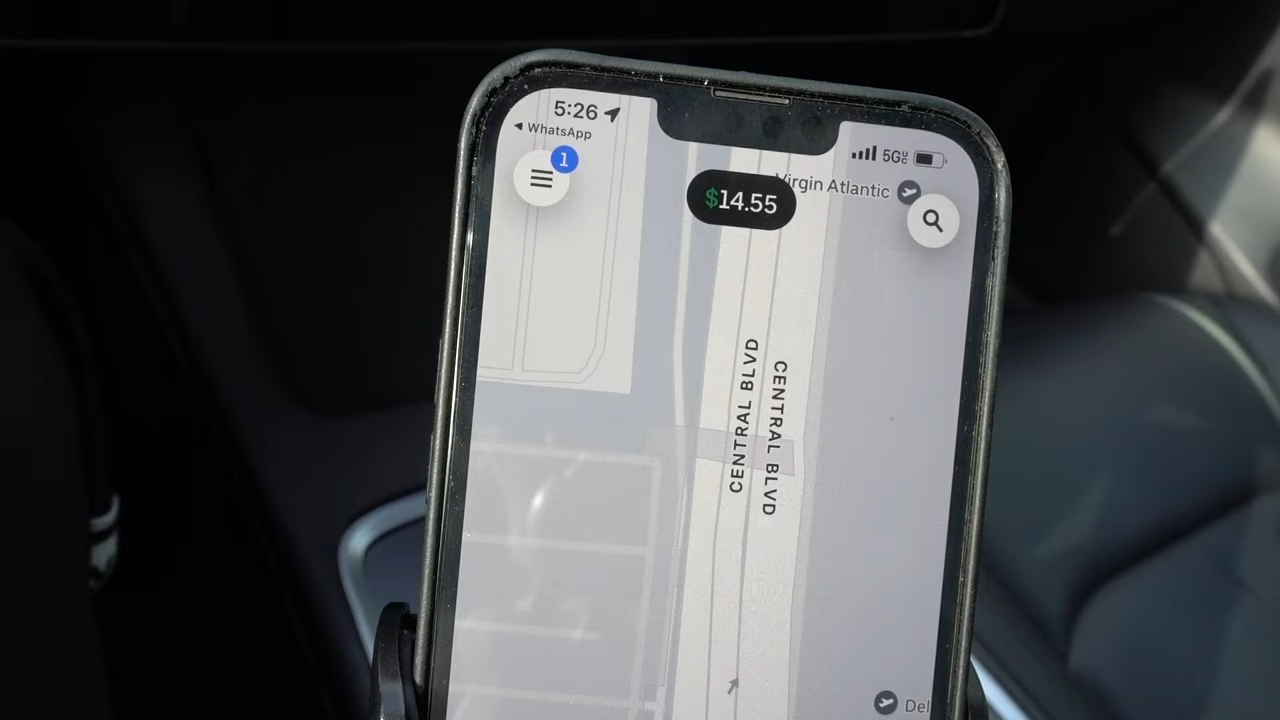 5:26
WhatsApp
1
5G
$14.55
Virgin Atlantic
CENTRAL BLVD
CENTRAL BLVD
Del